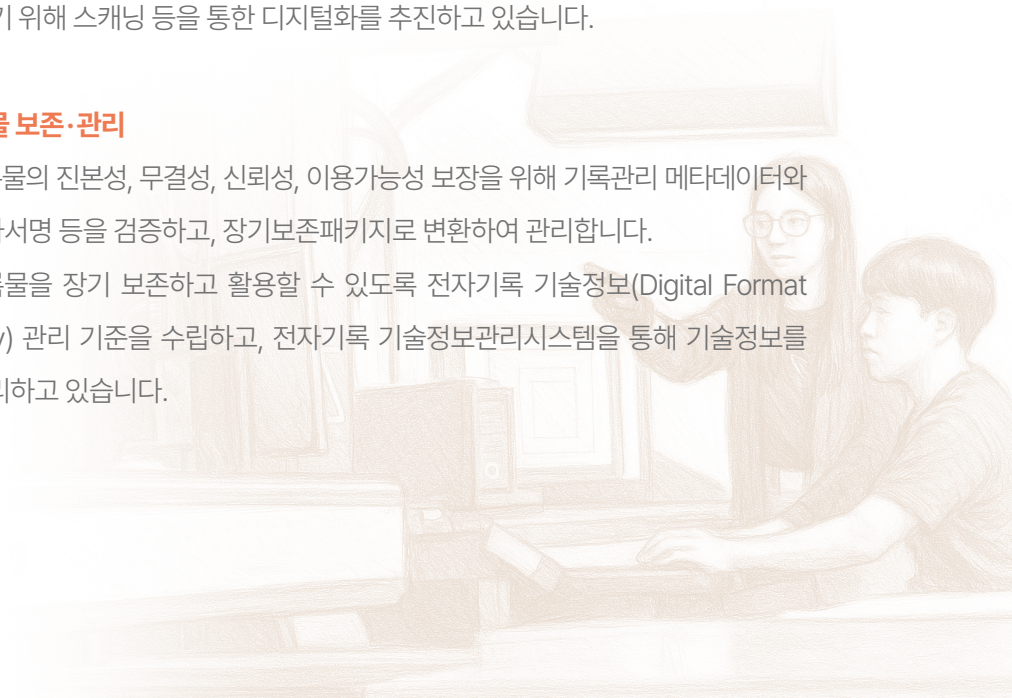 기 위해 스캐닝 등을 통한 디지털화를 추진하고 있습니다.
물 보존·관리
물의 진본성, 무결성, 신뢰성, 이용가능성 보장을 위해 기록관리 메타데이터와
서명 등을 검증하고, 장기보존패키지로 변환하여 관리합니다.
물을 장기 보존하고 활용할 수 있도록 전자기록 기술정보(Digital Format
) 관리 기준을 수립하고, 전자기록 기술정보관리시스템을 통해 기술정보를
하고 있습니다.